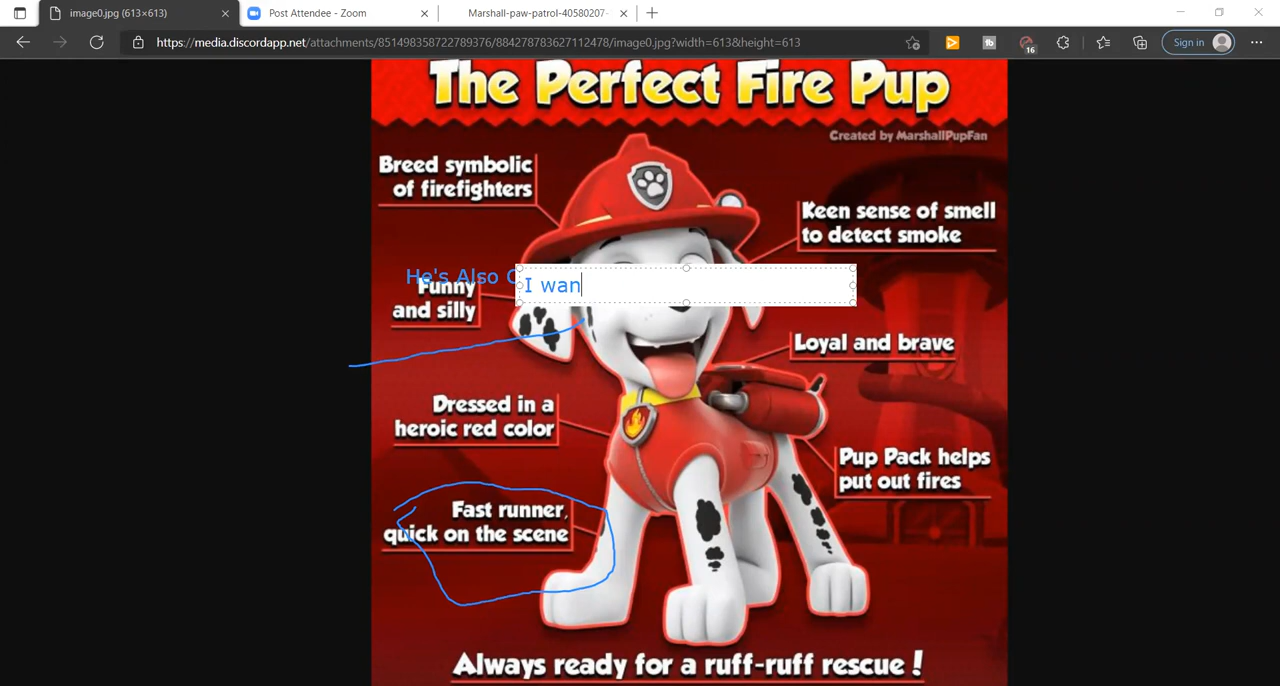 image0.jpg (613×613)
Post Attendee - Zoom
Marshall-paw-patrol-40580207-
https://media.discordapp.net/attachments/851498358722789376/884278783627112478/image0.jpg?width=613&height=613
16
Sign in
The Perfect Fire Pup
Created by MarshallPupFan
Breed symbolic
of firefighters
Keen sense of smell
to detect smoke
He's Also
I wan
Funny
and silly
Loyal and brave
Dressed in a
heroic red color
Pup Pack helps
put out fires
Fast runner,
quick on the scene
Always ready for a ruff-ruff rescue!